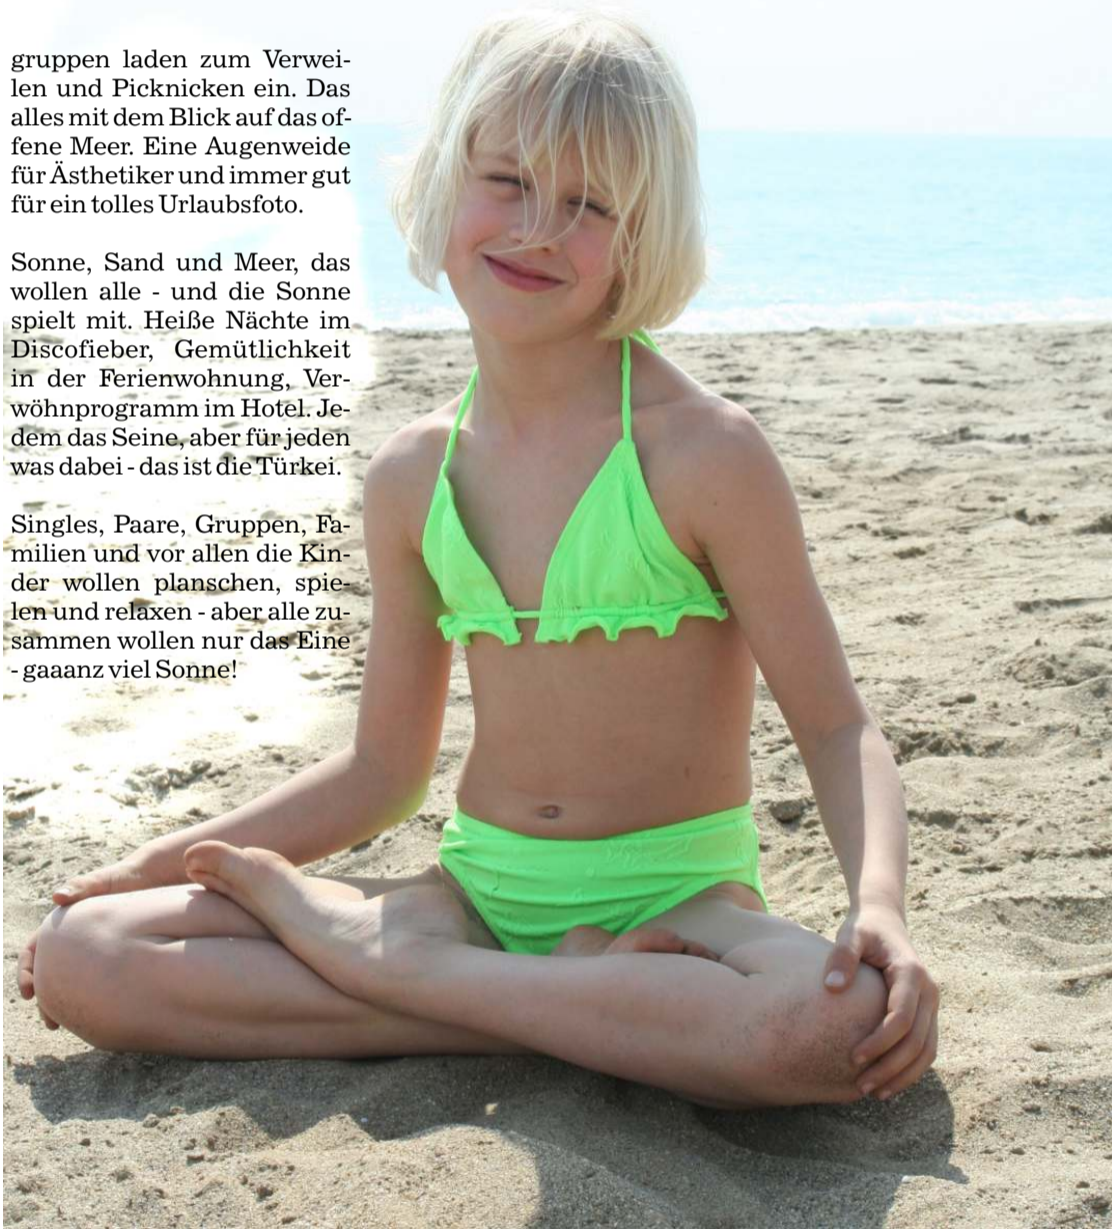 gruppen laden zum Verwei-
len und Picknicken ein. Das
alles mit dem Blick auf das of-
fene Meer. Eine Augenweide
für Ästhetiker und immer gut
für ein tolles Urlaubsfoto.
Sonne, Sand und Meer, das
wollen alle - und die Sonne
spielt mit. Heiße Nächte im
Discofieber, Gemütlichkeit
in der Ferienwohnung, Ver-
wöhnprogramm im Hotel. Je-
dem das Seine, aber für jeden
was dabei - das ist die Türkei.
Singles, Paare, Gruppen, Fa-
milien und vor allen die Kin-
der wollen planschen, spie-
len und relaxen - aber alle zu-
sammen wollen nur das Eine
- gaaanz viel Sonne!